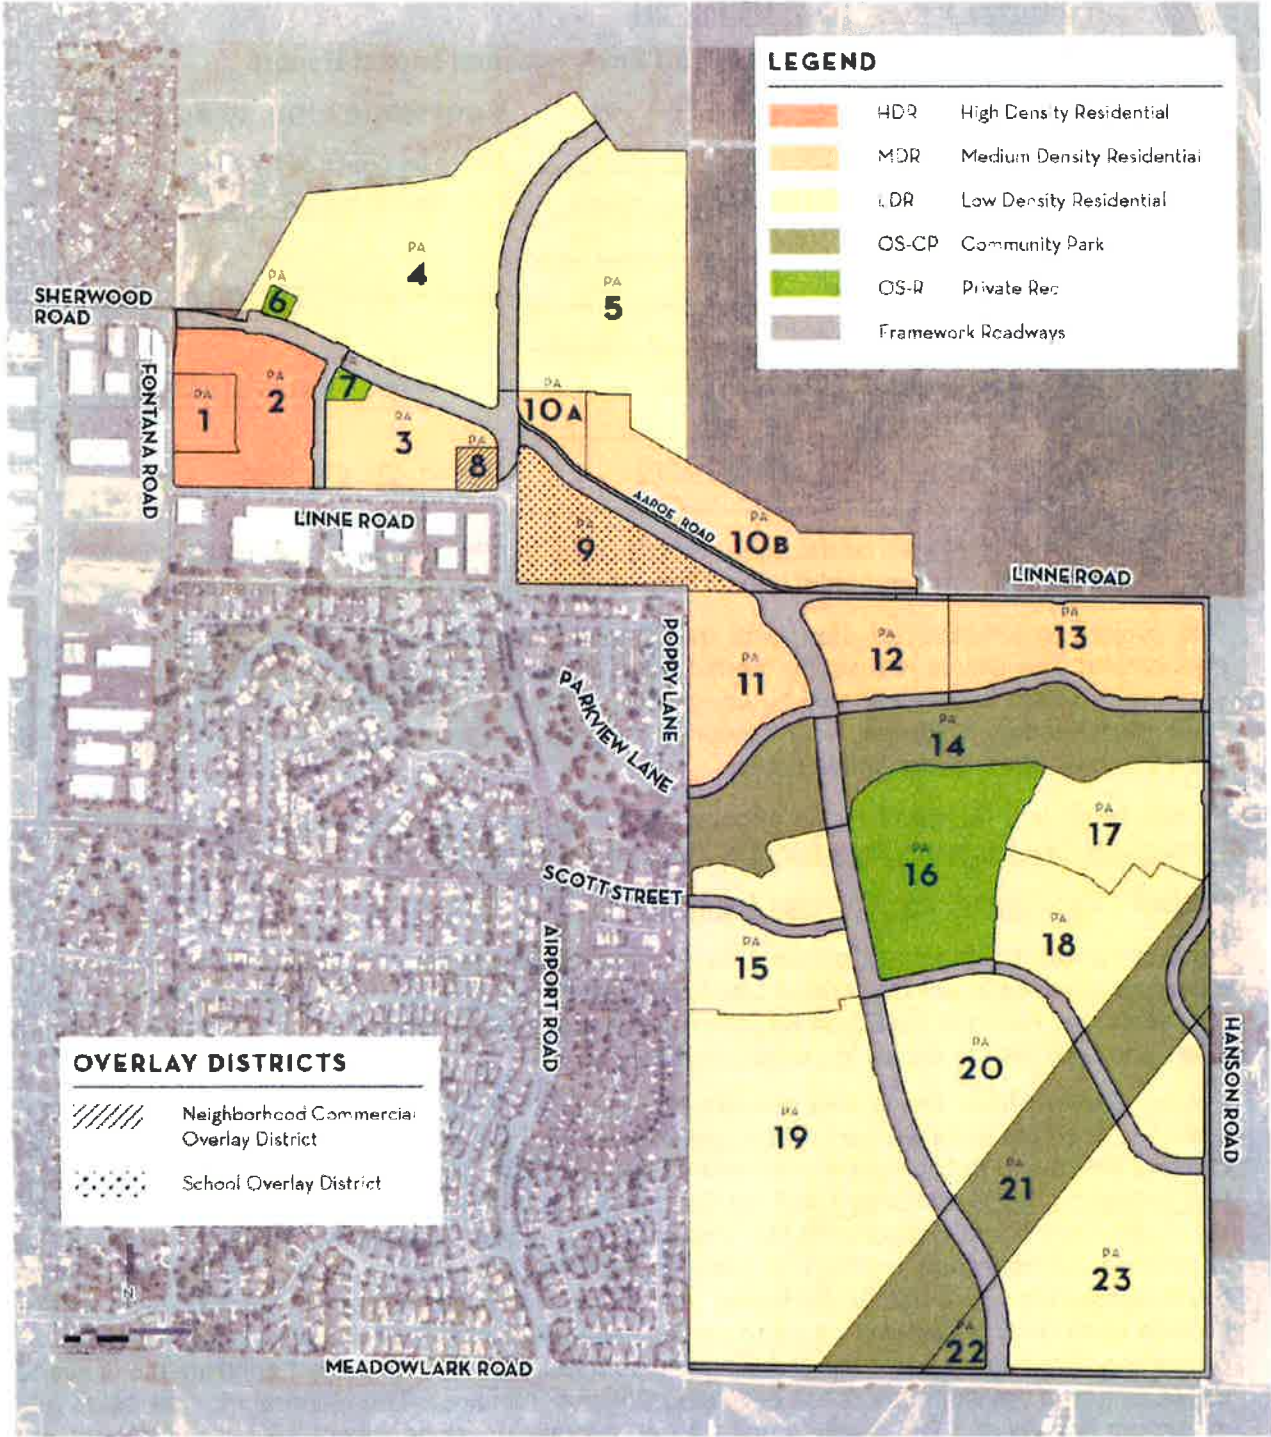 LEGEND
HDR High Density Residential
MDR Medium Density Residential
LDR Low Density Residential
OS-CP Community Park
OS-R Private Rec
Framework Roadways
PA
4
PA
5
PA
6
SHERWOOD
ROAD
FONTANA ROAD
PA
1
PA
2
PA
7
PA
3
PA
8
PA
10A
LINNE ROAD
PA
9
AAROE ROAD
PA
10B
LINNE ROAD
POPPY LANE
PARKVIEW LANE
PA
11
PA
12
PA
13
PA
14
PA
16
PA
17
SCOTT STREET
PA
15
PA
18
AIRPORT ROAD
HANSON ROAD
PA
20
PA
19
PA
21
PA
23
PA
22
OVERLAY DISTRICTS
Neighborhood Commercial
Overlay District
School Overlay District
N
MEADOWLARK ROAD